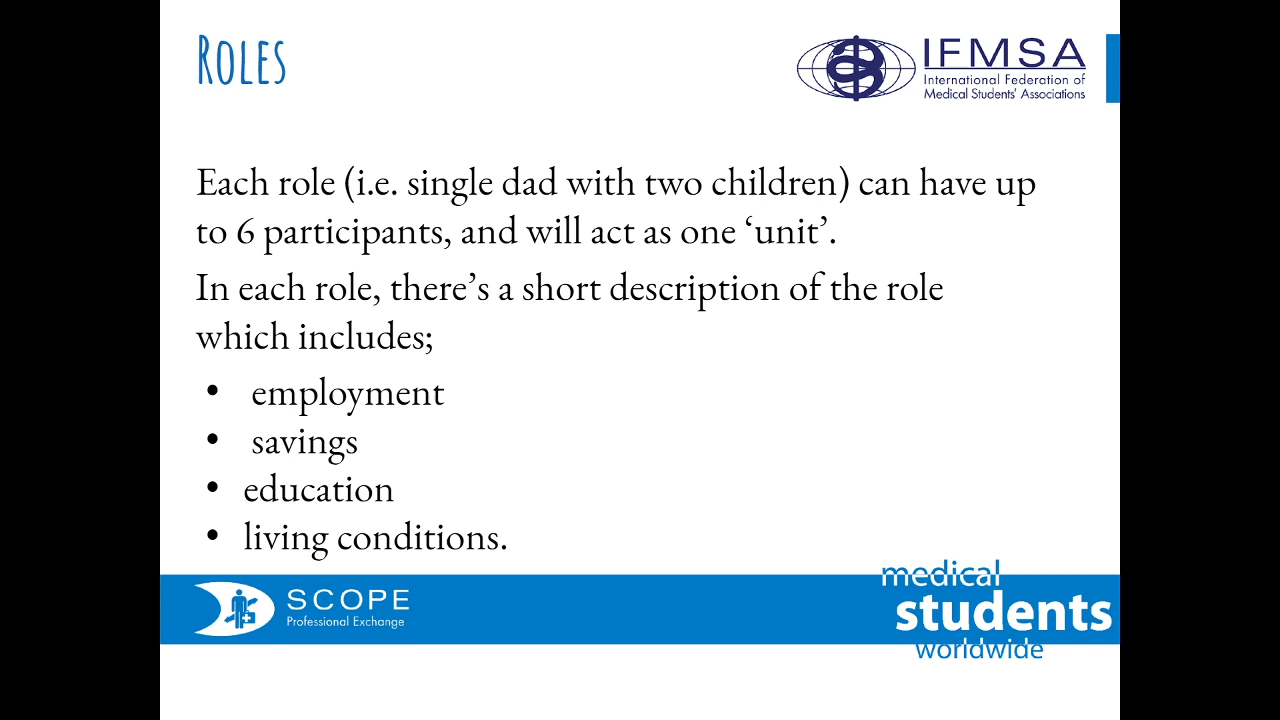 Roles
IFMSA
International Federation of
Medical Students' Associations
Each role (i.e. single dad with two children) can have up
to 6 participants, and will act as one ‘unit’.
In each role, there’s a short description of the role
which includes;
• employment
• savings
• education
• living conditions.
SCOPE
Professional Exchange
medical
students
worldwide